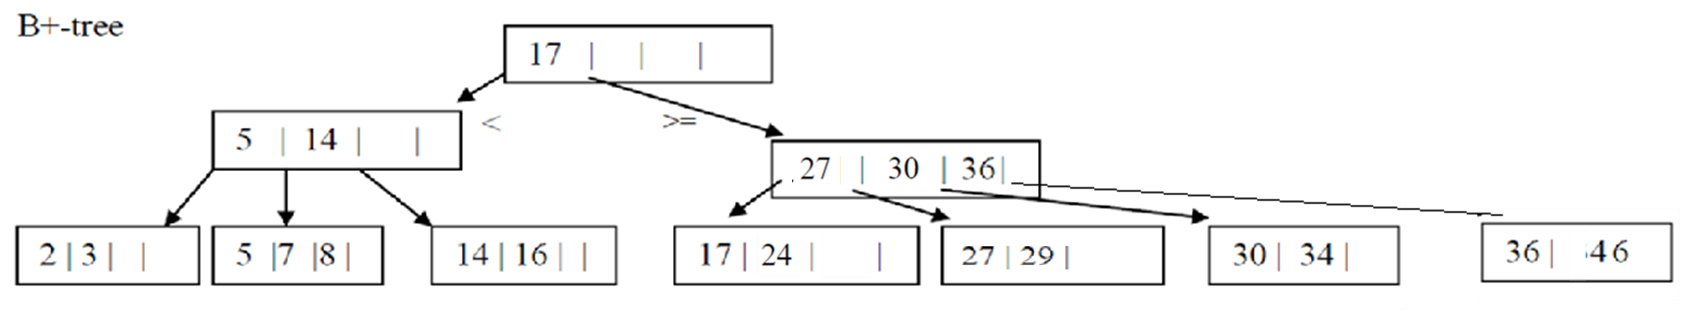 B+-tree
17 | | |
5 | 14 | |
< >=
27 | | 30 | 36 |
2 | 3 | |
5 | 7 | 8 |
14 | 16 | |
17 | 24 | |
27 | 29 |
30 | 34 |
36 | 46